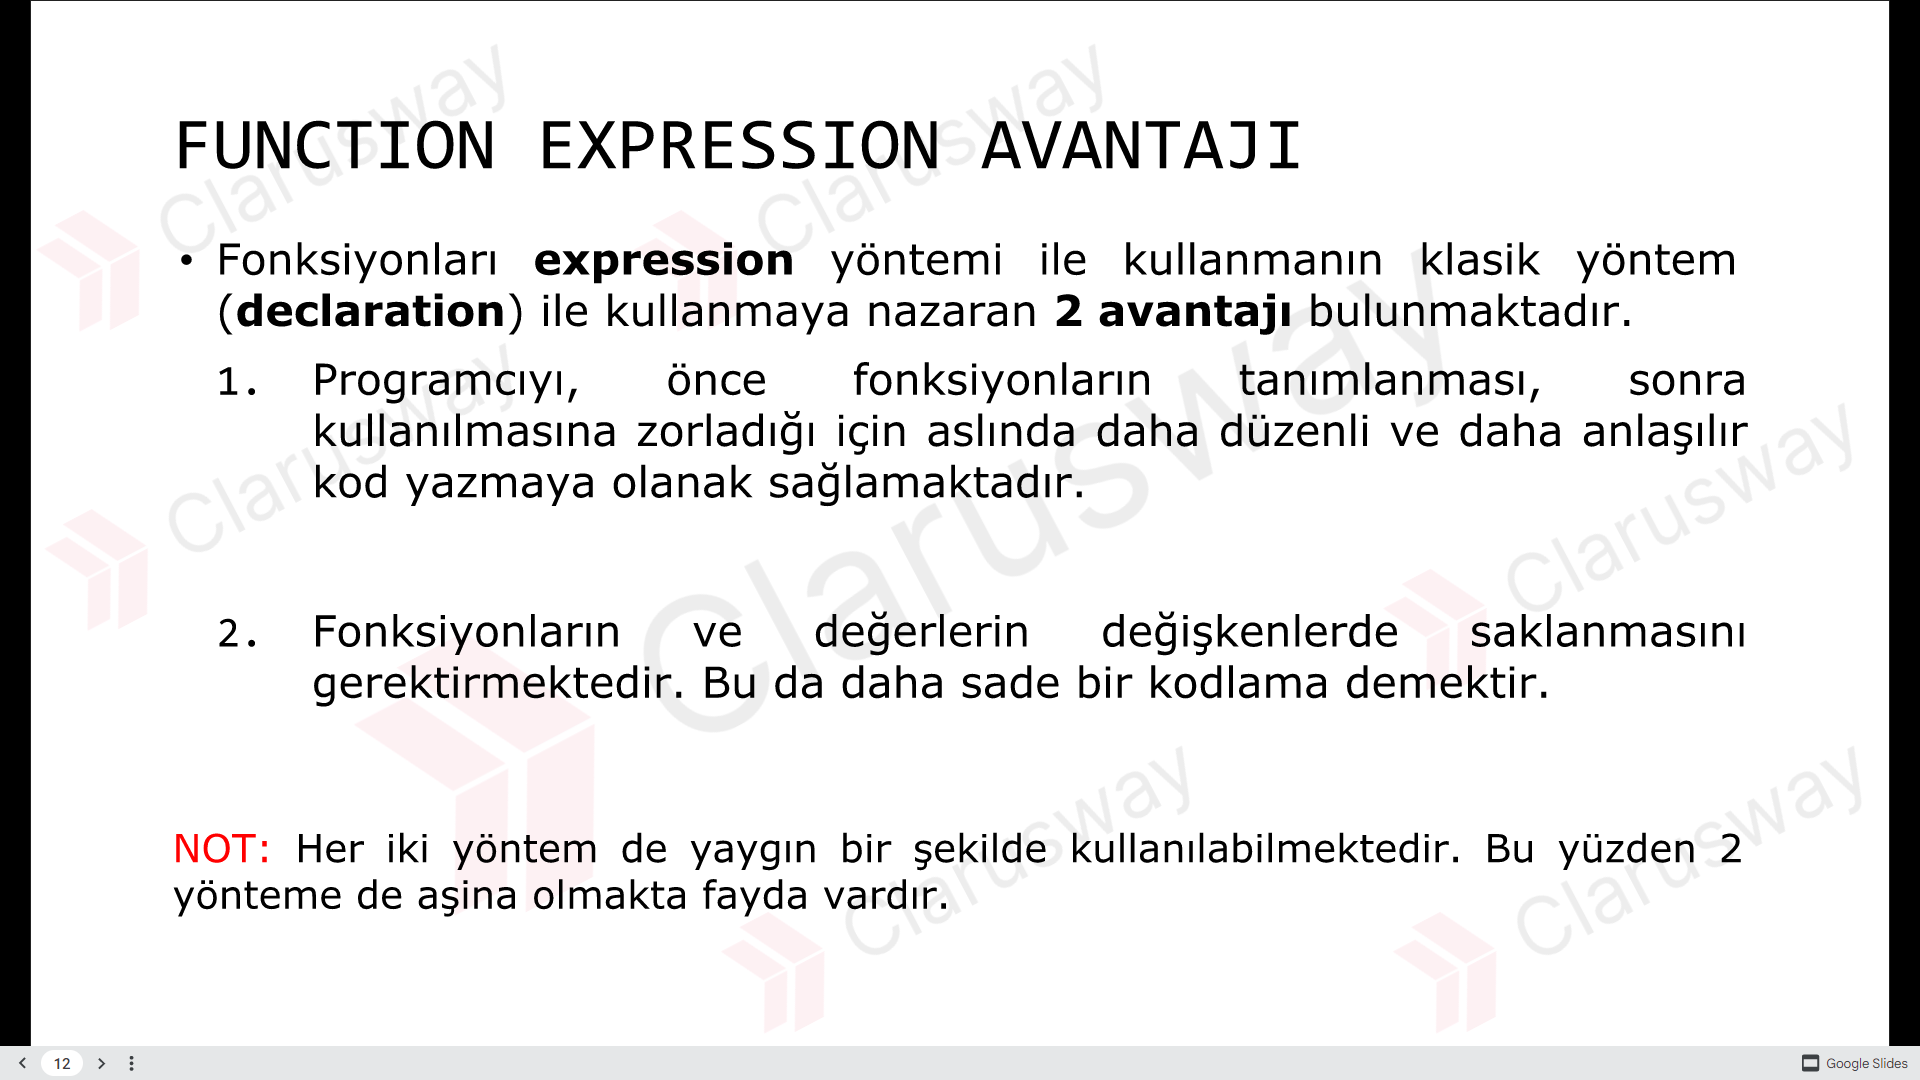 FUNCTION EXPRESSION AVANTAJI
• Fonksiyonları expression yöntemi ile kullanmanın klasik yöntem
(declaration) ile kullanmaya nazaran 2 avantajı bulunmaktadır.
1. Programcıyı, önce fonksiyonların tanımlanması, sonra
kullanılmasına zorladığı için aslında daha düzenli ve daha anlaşılır
kod yazmaya olanak sağlamaktadır.
2. Fonksiyonların ve değerlerin değişkenlerde saklanmasını
gerektirmektedir. Bu da daha sade bir kodlama demektir.
NOT: Her iki yöntem de yaygın bir şekilde kullanılabilmektedir. Bu yüzden 2
yönteme de aşina olmakta fayda vardır.
Clarusway
Clarusway
Clarusway
Clarusway
Clarusway
Clarusway
Clarusway
12
Google Slides